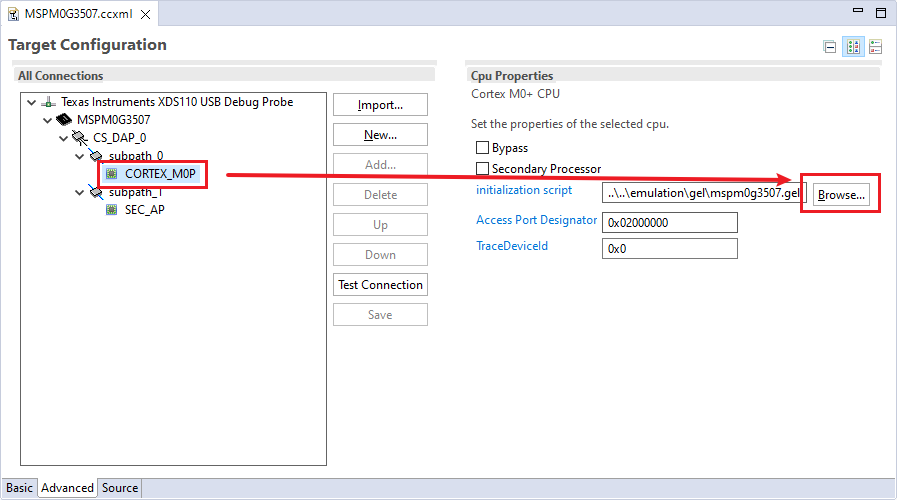 MSPM0G3507.ccxml
Target Configuration
All Connections
Texas Instruments XDS110 USB Debug Probe
MSPM0G3507
CS_DAP_0
subpath_0
CORTEX_M0P
subpath_1
SEC_AP
Import...
New...
Add...
Delete
Up
Down
Test Connection
Save
Cpu Properties
Cortex M0+ CPU
Set the properties of the selected cpu.
Bypass
Secondary Processor
initialization script ..\..\emulation\gel\mspm0g3507.gel Browse...
Access Port Designator 0x02000000
TraceDeviceId 0x0
Basic Advanced Source